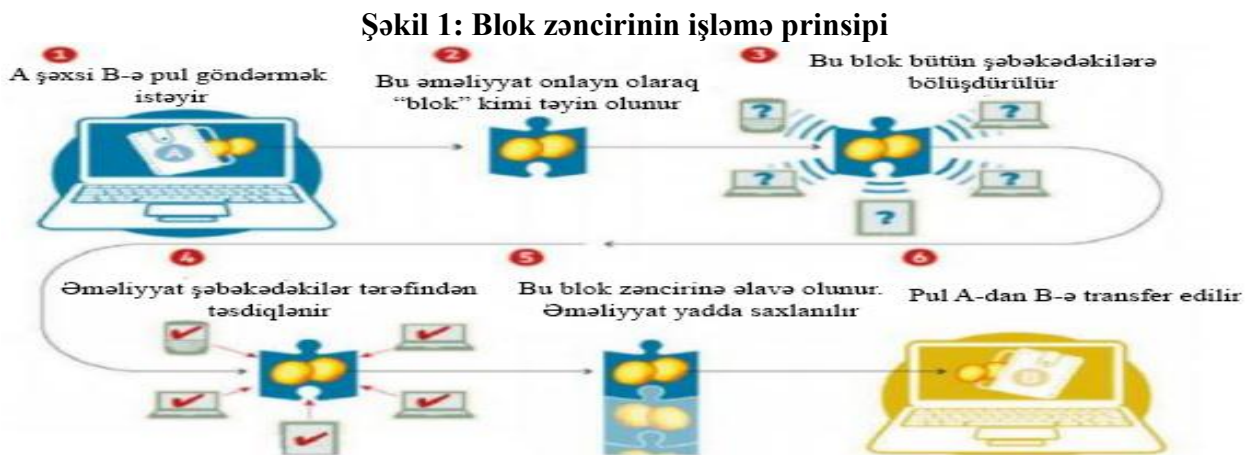 Şəkil 1: Blok zəncirinin işləmə prinsipi
1
A şəxsi B-ə pul göndərmək
istəyir
2
Bu əməliyyat onlayn olaraq
“blok” kimi təyin olunur
3
Bu blok bütün şəbəkədəkilərə
bölüşdürülür
A
?
?
?
?
?
4
Əməliyyat şəbəkədəkilər tərəfindən
təsdiqlənir
5
Bu blok zəncirinə əlavə olunur.
Əməliyyat yadda saxlanılır
6
Pul A-dan B-ə transfer edilir